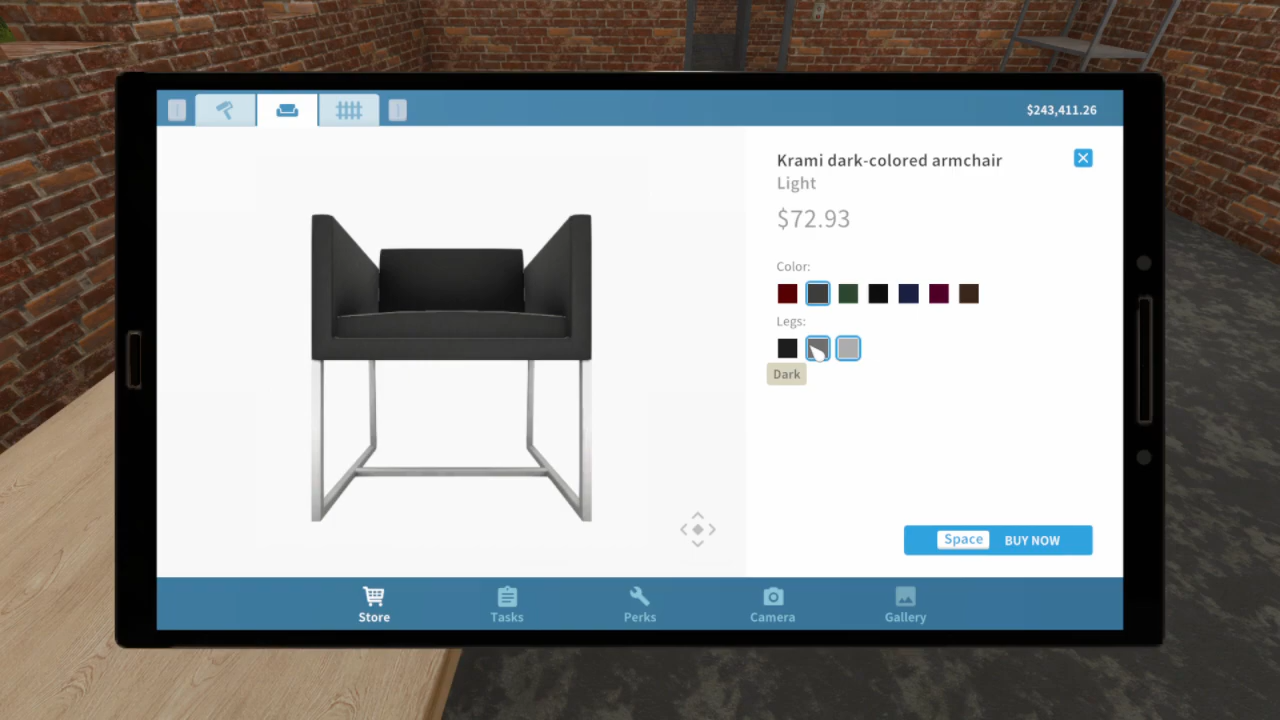 $243,411.26
Krami dark-colored armchair
Light
$72.93
Color:
Legs:
Dark
Space BUY NOW
Store Tasks Perks Camera Gallery